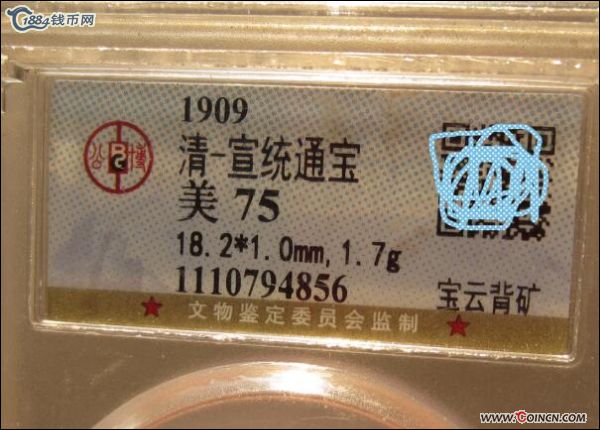 1884钱币网
1909
公 博
清-宣统通宝
美 75
18.2*1.0mm,1.7g
1110794856
宝云背矿
文物鉴定委员会监制
www.COINCN.com